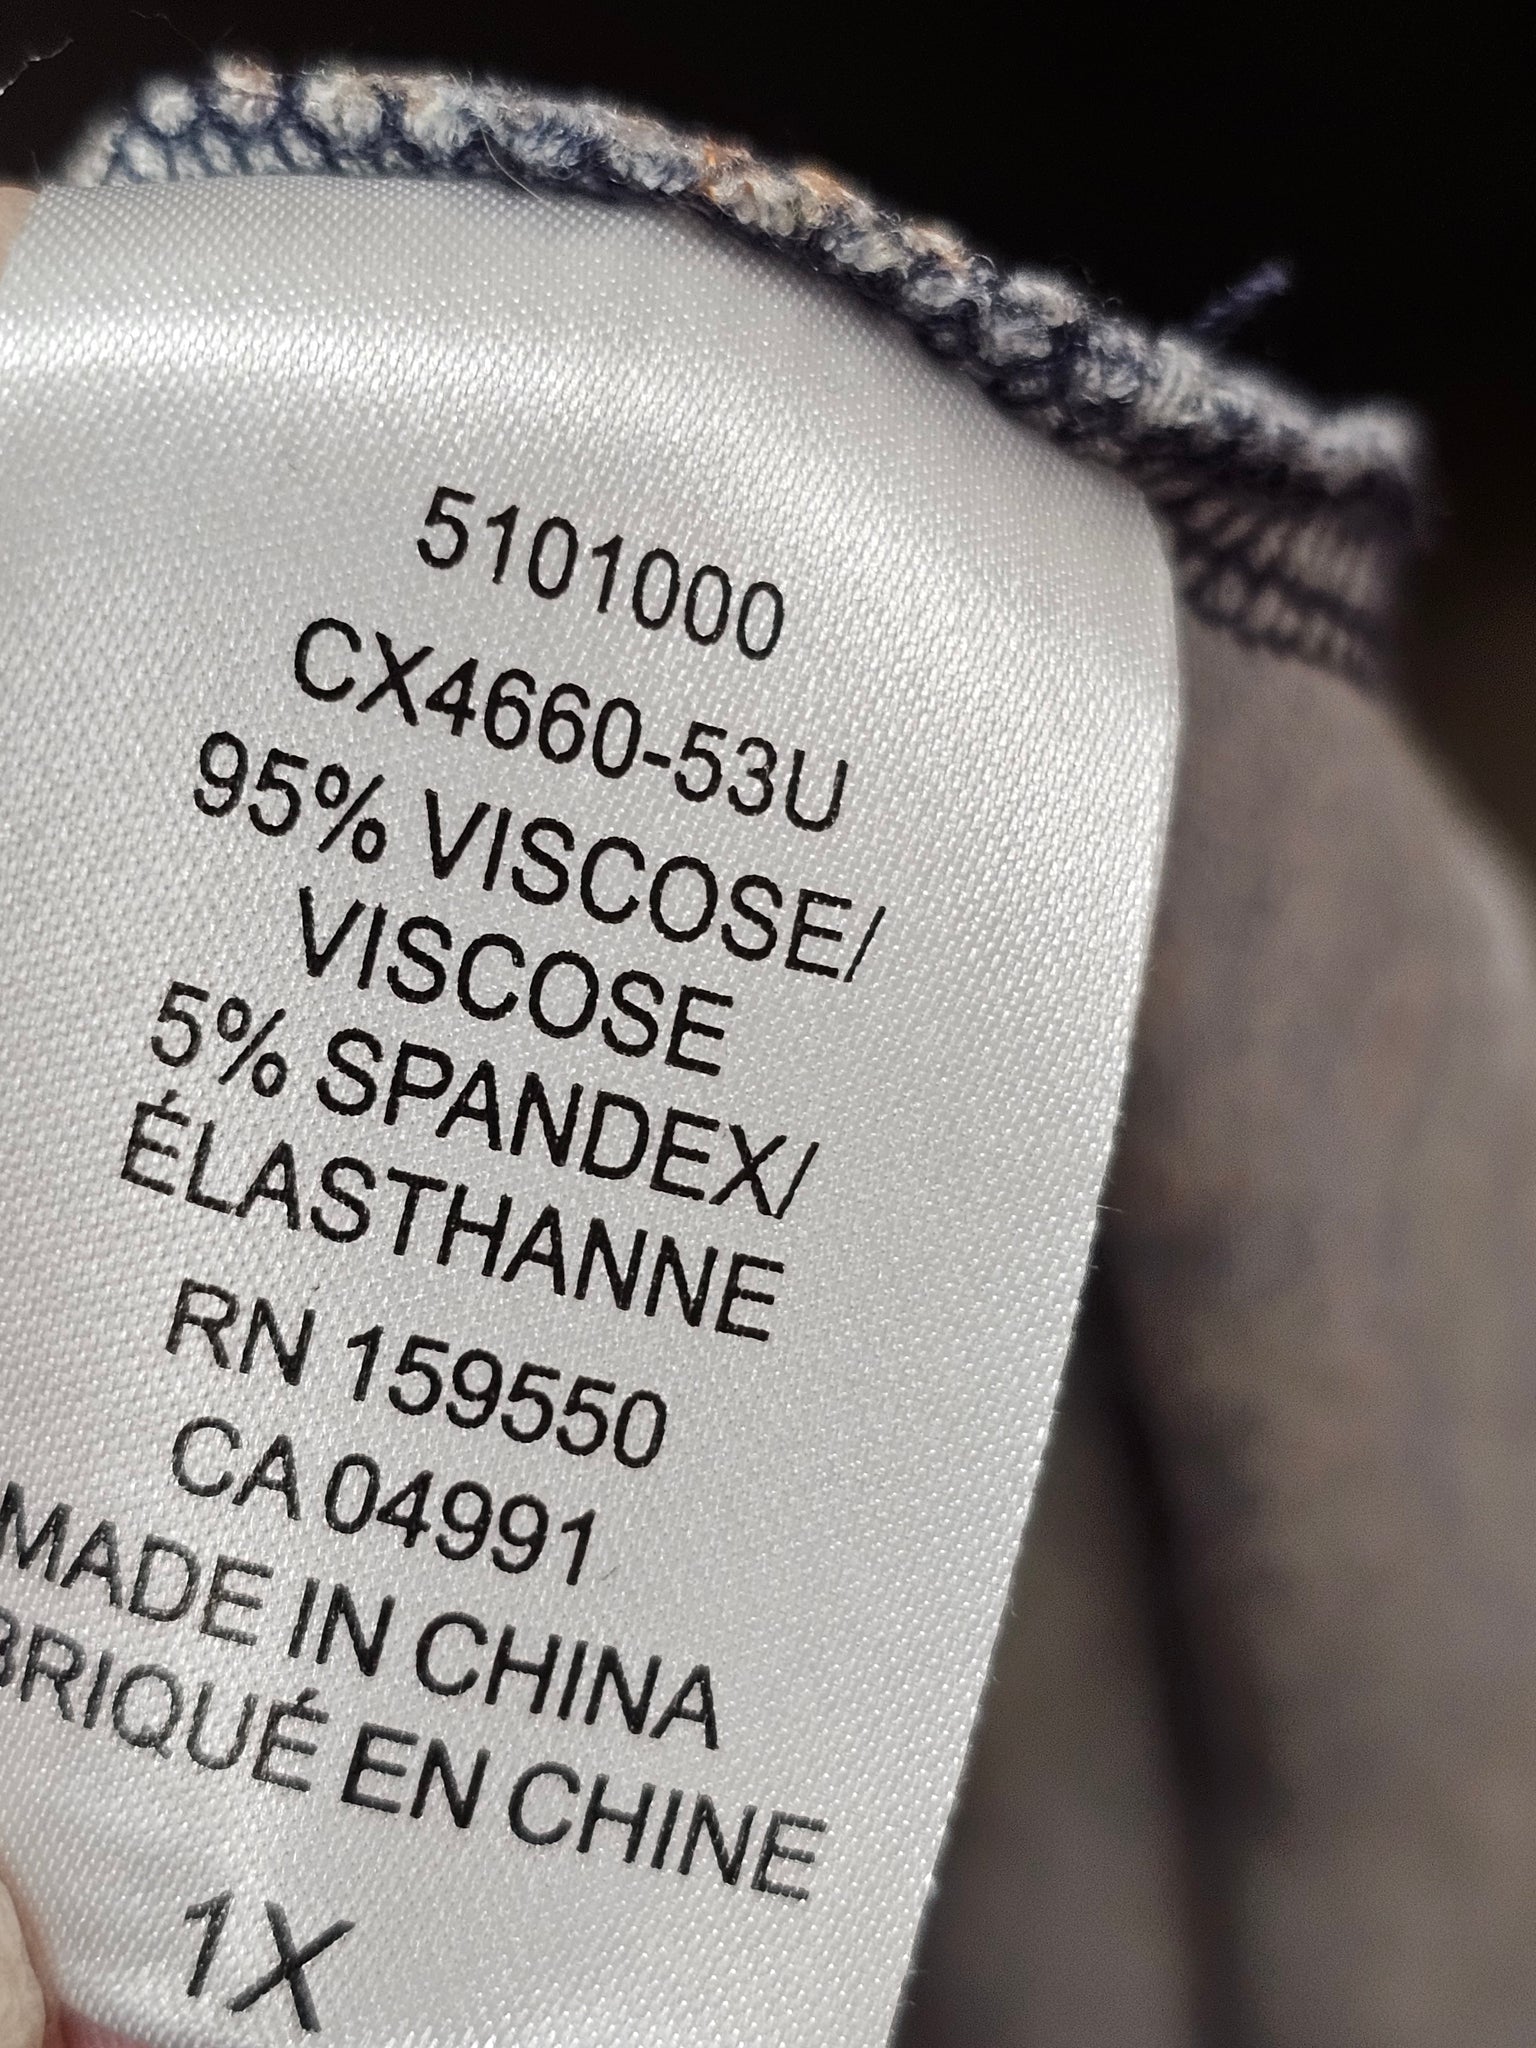 5101000
CX4660-53U
95% VISCOSE/
VISCOSE
5% SPANDEX/
ÉLASTHANNE
RN 159550
CA 04991
MADE IN CHINA
BRIQUÉ EN CHINE
1X